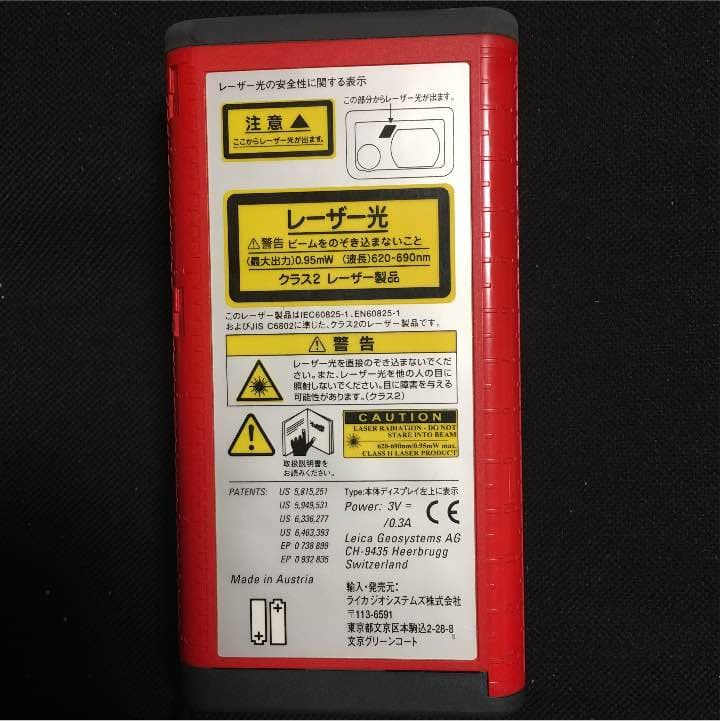 レーザー光の安全性に関する表示
注意▲
ここからレーザー光が出ます。
この部分からレーザー光が出ます。
レーザー光
⚠警告 ビームをのぞき込まないこと
(最大出力)0.95mW (波長)620-690nm
クラス2 レーザー製品
このレーザー製品はIEC60825-1、EN60825-1
およびJIS C6802に準じた、クラス2のレーザー製品です。
⚠ 警告
レーザー光を直接のぞき込まないでくだ
さい。また、レーザー光を他の人の目に
照射しないでください。目に障害を与える
可能性があります。(クラス2)
取扱説明書を
お読みください。
CAUTION
LASER RADIATION - DO NOT
STARE INTO BEAM
620-690nm/0.95mW max.
CLASS II LASER PRODUCT
PATENTS: US 5,815,251
US 5,949,531
US 6,336,277
US 6,463,393
EP 0 738 899
EP 0 932 835
Made in Austria
Type:本体ディスプレイ左上に表示
Power: 3V =
/0.3A
CE
Leica Geosystems AG
CH-9435 Heerbrugg
Switzerland
輸入・発売元:
ライカ ジオシステムズ株式会社
〒113-6591
東京都文京区本駒込2-28-8
文京グリーンコート